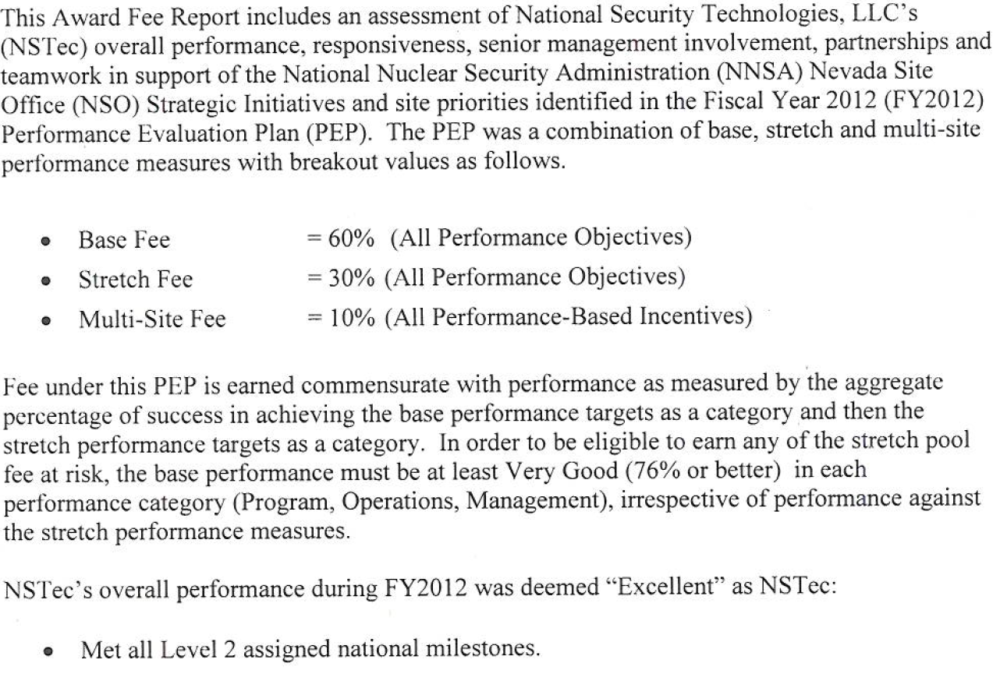 This Award Fee Report includes an assessment of National Security Technologies, LLC's
(NSTec) overall performance, responsiveness, senior management involvement, partnerships and
teamwork in support of the National Nuclear Security Administration (NNSA) Nevada Site
Office (NSO) Strategic Initiatives and site priorities identified in the Fiscal Year 2012 (FY2012)
Performance Evaluation Plan (PEP).  The PEP was a combination of base, stretch and multi-site
performance measures with breakout values as follows.
• Base Fee = 60% (All Performance Objectives)
• Stretch Fee = 30% (All Performance Objectives)
• Multi-Site Fee = 10% (All Performance-Based Incentives)
Fee under this PEP is earned commensurate with performance as measured by the aggregate
percentage of success in achieving the base performance targets as a category and then the
stretch performance targets as a category.  In order to be eligible to earn any of the stretch pool
fee at risk, the base performance must be at least Very Good (76% or better)  in each
performance category (Program, Operations, Management), irrespective of performance against
the stretch performance measures.
NSTec's overall performance during FY2012 was deemed “Excellent” as NSTec:
• Met all Level 2 assigned national milestones.